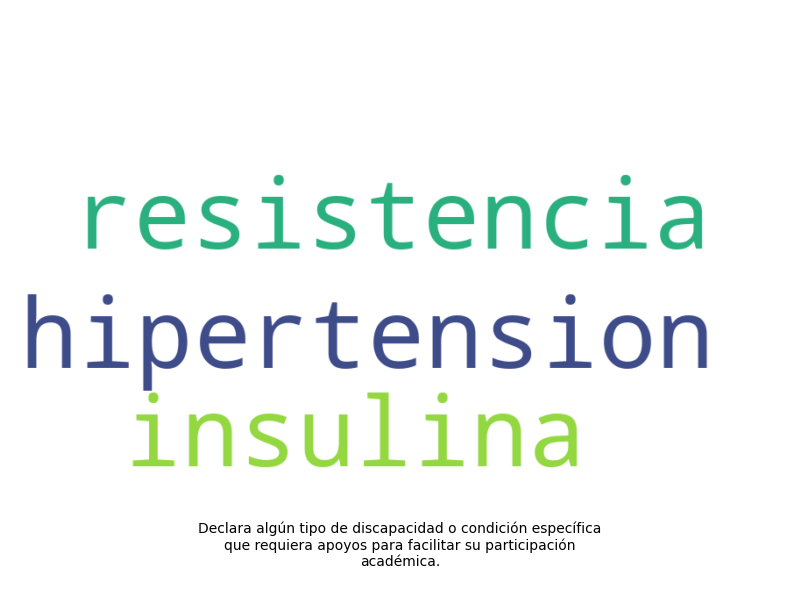 resistencia
hipertension
insulina
Declara algún tipo de discapacidad o condición específica
que requiera apoyos para facilitar su participación
académica.